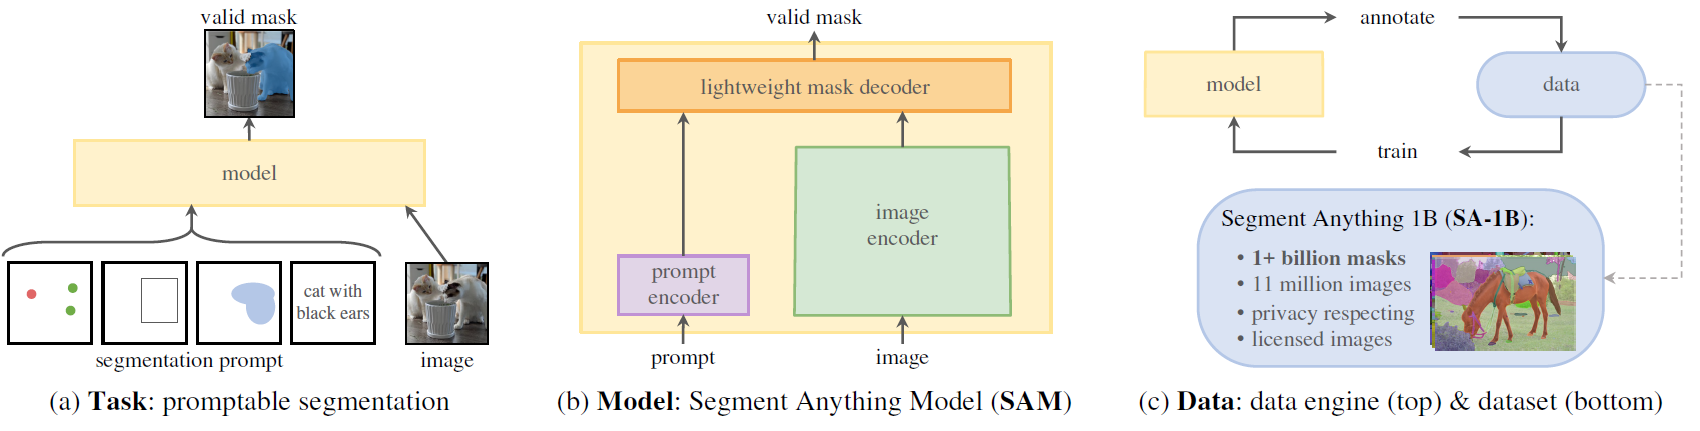 valid mask
model
cat with
black ears
segmentation prompt
image
(a) Task: promptable segmentation
valid mask
lightweight mask decoder
image
encoder
prompt
encoder
prompt
image
(b) Model: Segment Anything Model (SAM)
annotate
model
data
train
Segment Anything 1B (SA-1B):
• 1+ billion masks
• 11 million images
• privacy respecting
• licensed images
(c) Data: data engine (top) & dataset (bottom)